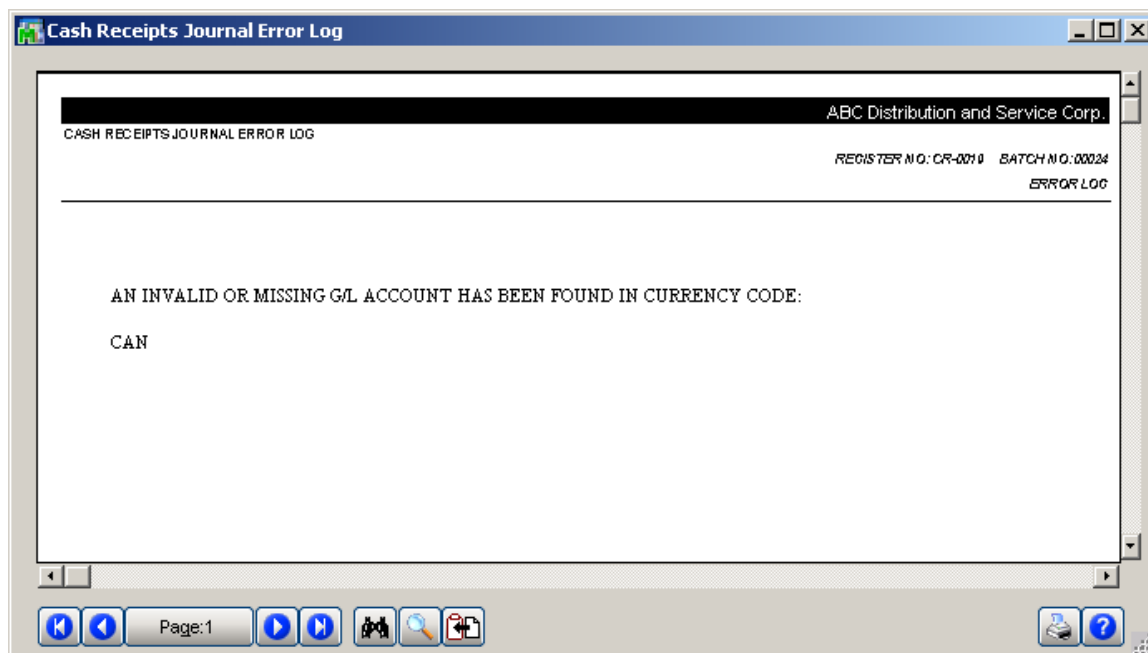 Cash Receipts Journal Error Log
ABC Distribution and Service Corp.
CASH RECEIPTS JOURNAL ERROR LOG
REGISTER NO: CR-0010 BATCH NO:00024
ERROR LOG
AN INVALID OR MISSING G/L ACCOUNT HAS BEEN FOUND IN CURRENCY CODE:
CAN
Page:1